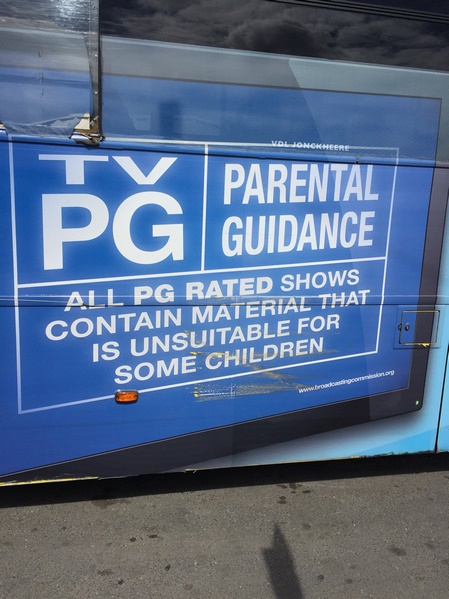 VDL JONCKHEERE
TV
PG
PARENTAL
GUIDANCE
ALL PG RATED SHOWS
CONTAIN MATERIAL THAT
IS UNSUITABLE FOR
SOME CHILDREN
www.broadcastingcommission.org